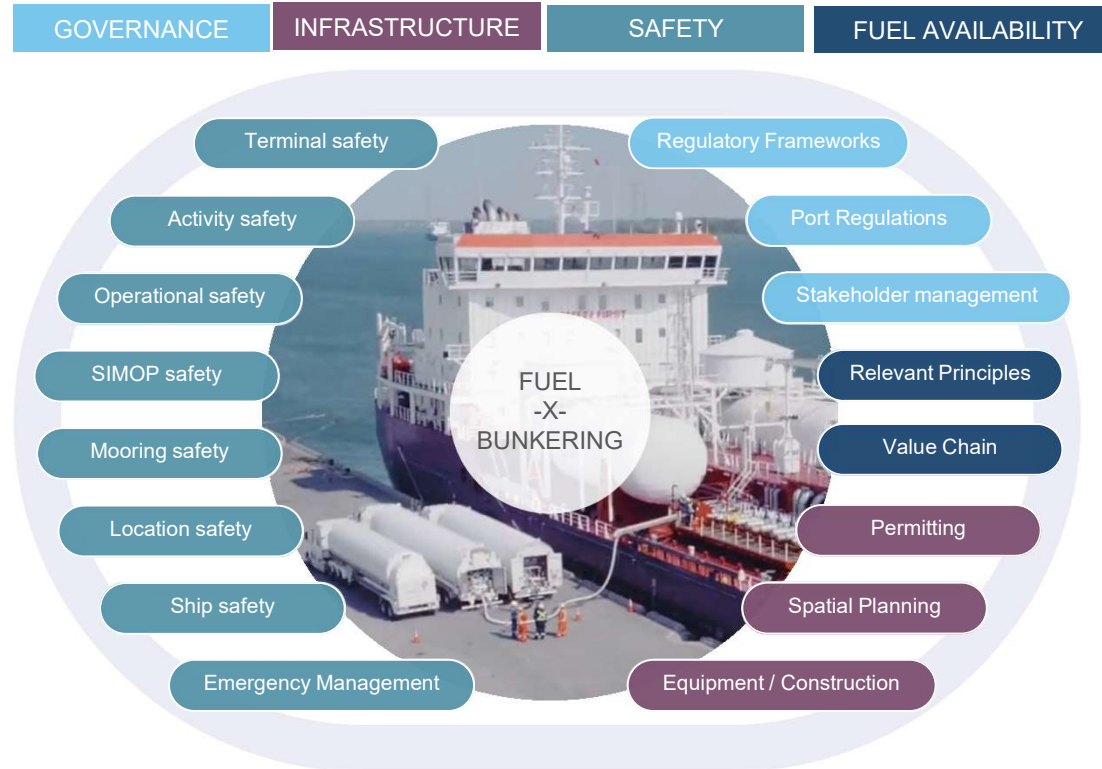 GOVERNANCE
INFRASTRUCTURE
SAFETY
FUEL AVAILABILITY
Terminal safety
Activity safety
Operational safety
SIMOP safety
Mooring safety
Location safety
Ship safety
Emergency Management
Regulatory Frameworks
Port Regulations
Stakeholder management
Relevant Principles
Value Chain
Permitting
Spatial Planning
Equipment / Construction
FUEL
-X-
BUNKERING